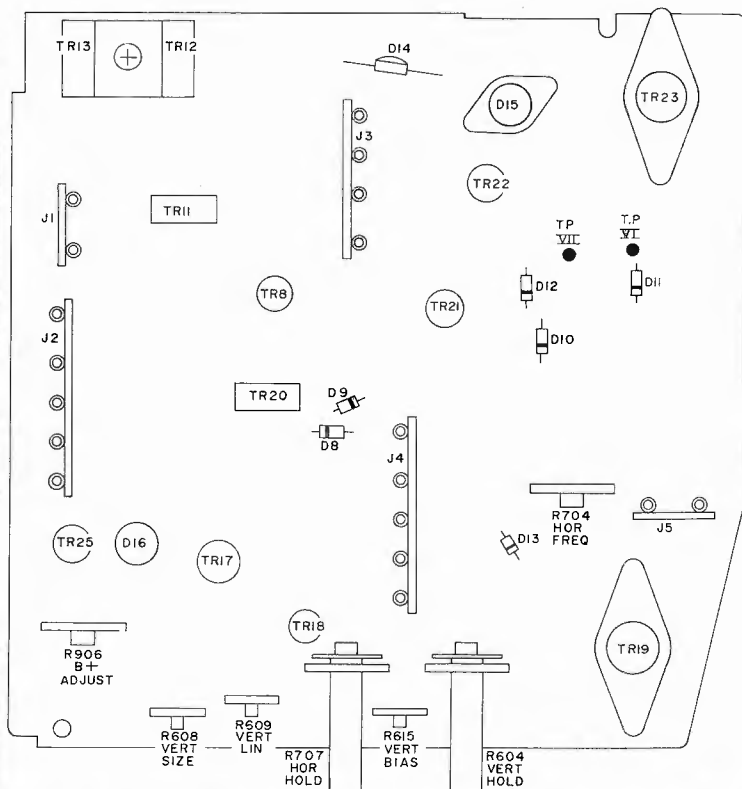 TR13 TR12
D14
D15
TR23
J3
TR22
TR11
J1
T.P VII
T.P VI
D12
D11
TR8
TR21
J2
D10
D9
TR20
D8
J4
R704
HOR
FREQ
J5
TR25
D16
TR17
D13
TR18
TR19
R906
B+
ADJUST
R608
VERT
SIZE
R609
VERT
LIN
R707
HOR
HOLD
R615
VERT
BIAS
R604
VERT
HOLD